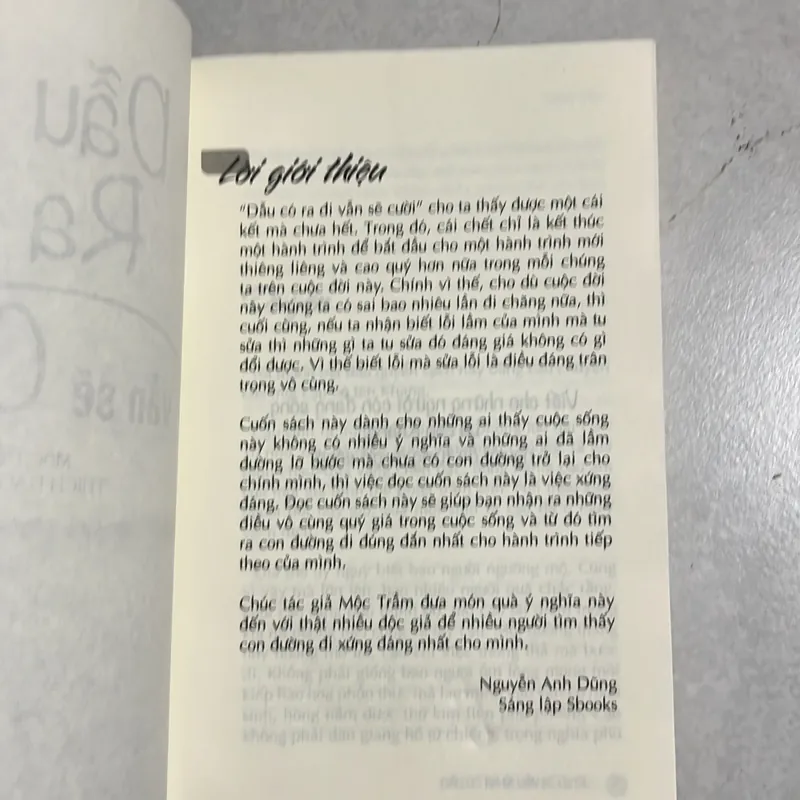 Lời giới thiệu
"Dẫu có ra đi vẫn sẽ cười" cho ta thấy được một cái
kết mà chưa hết. Trong đó, cái chết chỉ là kết thúc
một hành trình để bắt đầu cho một hành trình mới
thiêng liêng và cao quý hơn nữa trong mỗi chúng
ta trên cuộc đời này. Chính vì thế, cho dù cuộc đời
này chúng ta có sai bao nhiêu lần đi chăng nữa, thì
cuối cùng, nếu ta nhận biết lỗi lầm của mình mà tu
sửa thì những gì ta tu sửa đó đáng giá không có gì
đổi được. Vì thế biết lỗi mà sửa lỗi là điều đáng trân
trọng vô cùng.
Cuốn sách này dành cho những ai thấy cuộc sống
này không có nhiều ý nghĩa và những ai đã lầm
đường lỡ bước mà chưa có con đường trở lại cho
chính mình, thì việc đọc cuốn sách này là việc xứng
đáng. Đọc cuốn sách này sẽ giúp bạn nhận ra những
điều vô cùng quý giá trong cuộc sống và từ đó tìm
ra con đường đi đúng đắn nhất cho hành trình tiếp
theo của mình.
Chúc tác giả Mộc Trầm đưa món quà ý nghĩa này
đến với thật nhiều độc giả để nhiều người tìm thấy
con đường đi xứng đáng nhất cho mình.
Nguyễn Anh Dũng
Sáng lập Sbooks